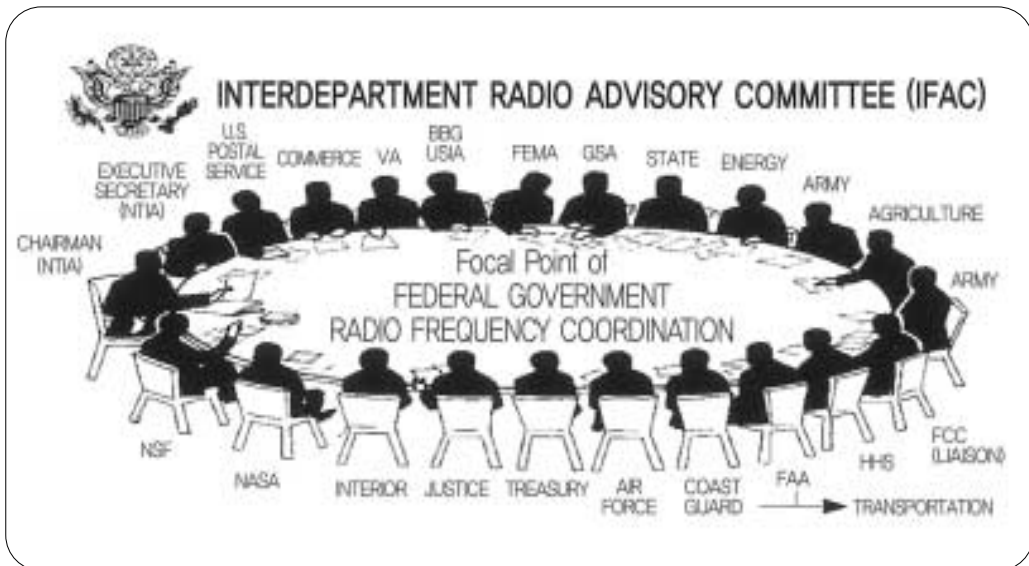 INTERDEPARTMENT RADIO ADVISORY COMMITTEE (IFAC)
CHAIRMAN
(NTIA)
EXECUTIVE
SECRETARY
(NTIA)
U.S.
POSTAL
SERVICE
COMMERCE
VA
BBG
USIA
FEMA
GSA
STATE
ENERGY
ARMY
AGRICULTURE
ARMY
Focal Point of
FEDERAL GOVERNMENT
RADIO FREQUENCY COORDINATION
NSF
NASA
INTERIOR
JUSTICE
TREASURY
AIR
FORCE
COAST
GUARD
FAA
TRANSPORTATION
HHS
FCC
(LIAISON)